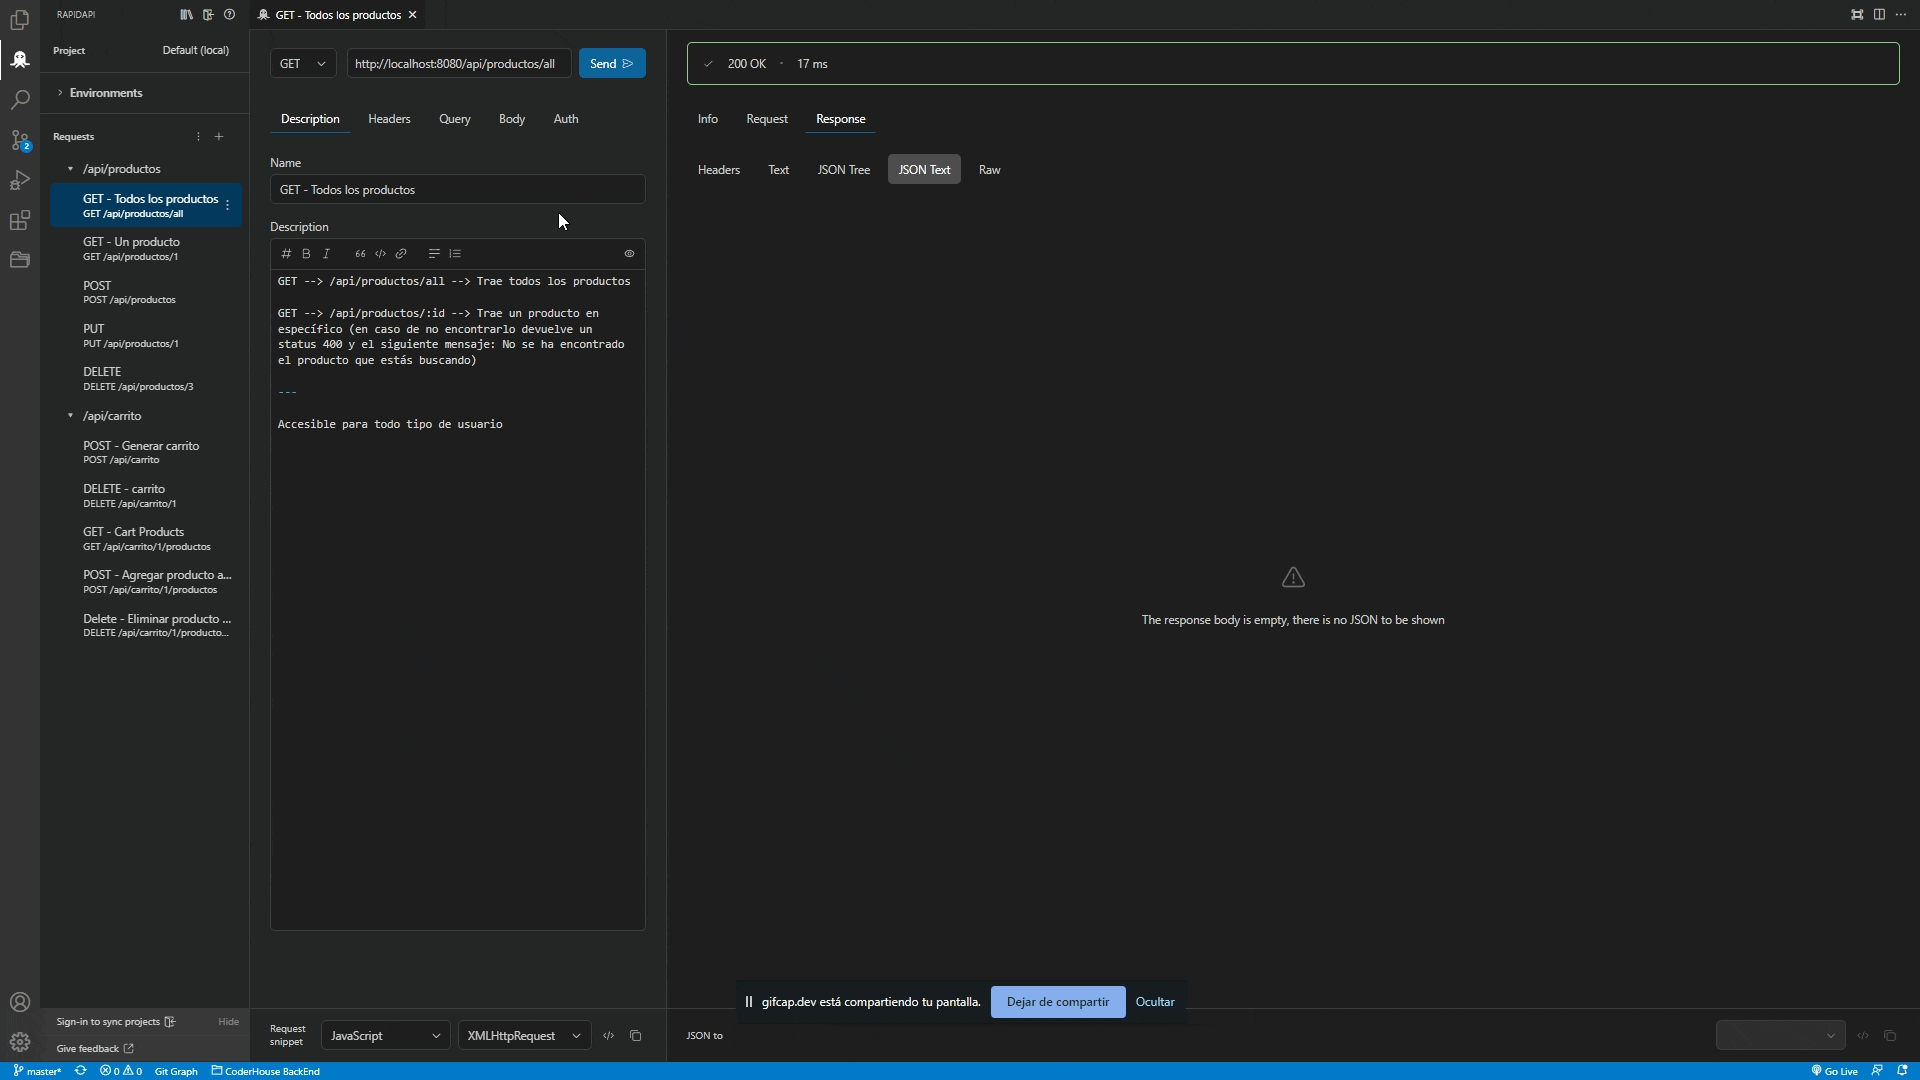 RAPIDAPI
GET - Todos los productos
Project
Default (local)
Environments
Requests
/api/productos
GET - Todos los productos
GET /api/productos/all
GET - Un producto
GET /api/productos/1
POST
POST /api/productos
PUT
PUT /api/productos/1
DELETE
DELETE /api/productos/3
/api/carrito
POST - Generar carrito
POST /api/carrito
DELETE - carrito
DELETE /api/carrito/1
GET - Cart Products
GET /api/carrito/1/productos
POST - Agregar producto a...
POST /api/carrito/1/productos
Delete - Eliminar producto ...
DELETE /api/carrito/1/producto...
Sign-in to sync projects
Hide
Give feedback
GET
http://localhost:8080/api/productos/all
Send
Description
Headers
Query
Body
Auth
Name
GET - Todos los productos
Description
GET --> /api/productos/all --> Trae todos los productos
GET --> /api/productos/:id --> Trae un producto en
específico (en caso de no encontrarlo devuelve un
status 400 y el siguiente mensaje: No se ha encontrado
el producto que estás buscando)
---
Accesible para todo tipo de usuario
Request
snippet
JavaScript
XMLHttpRequest
200 OK · 17 ms
Info
Request
Response
Headers
Text
JSON Tree
JSON Text
Raw
The response body is empty, there is no JSON to be shown
gifcap.dev está compartiendo tu pantalla.
Dejar de compartir
Ocultar
JSON to
2
master*
0
0
Git Graph
CoderHouse BackEnd
Go Live